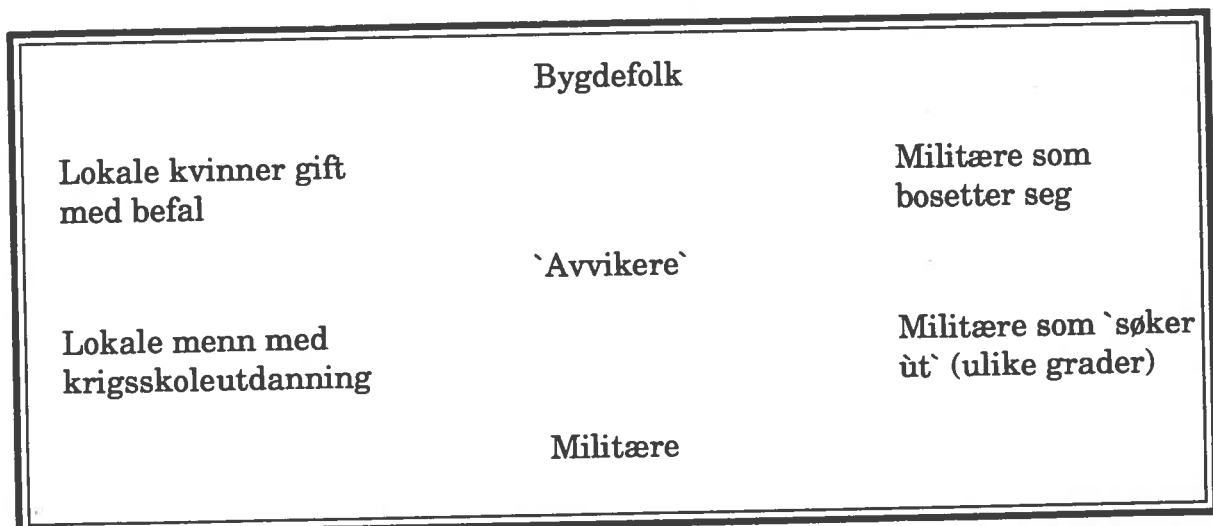 Bygdefolk
Lokale kvinner gift
med befal
Militære som
bosetter seg
`Avvikere`
Lokale menn med
krigsskoleutdanning
Militære som `søker
ùt` (ulike grader)
Militære